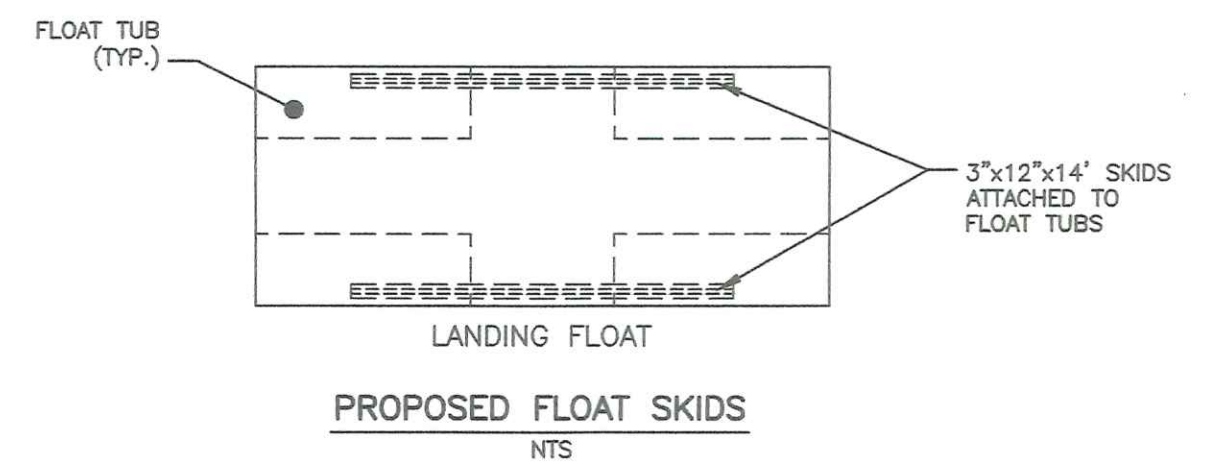 FLOAT TUB
(TYP.)
3"x12"x14' SKIDS
ATTACHED TO
FLOAT TUBS
LANDING FLOAT
PROPOSED FLOAT SKIDS
NTS